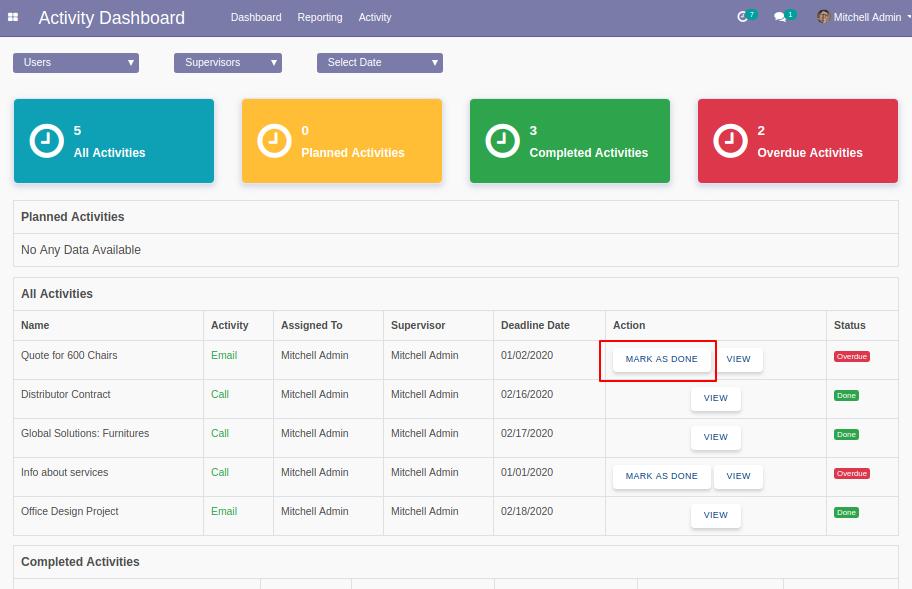 Activity Dashboard Dashboard Reporting Activity 7 1 Mitchell Admin
Users Supervisors Select Date
5 0 3 2
All Activities Planned Activities Completed Activities Overdue Activities
Planned Activities
No Any Data Available
All Activities
Name Activity Assigned To Supervisor Deadline Date Action Status
Quote for 600 Chairs Email Mitchell Admin Mitchell Admin 01/02/2020 MARK AS DONE VIEW Overdue
Distributor Contract Call Mitchell Admin Mitchell Admin 02/16/2020 VIEW Done
Global Solutions: Furnitures Call Mitchell Admin Mitchell Admin 02/17/2020 VIEW Done
Info about services Call Mitchell Admin Mitchell Admin 01/01/2020 MARK AS DONE VIEW Overdue
Office Design Project Email Mitchell Admin Mitchell Admin 02/18/2020 VIEW Done
Completed Activities